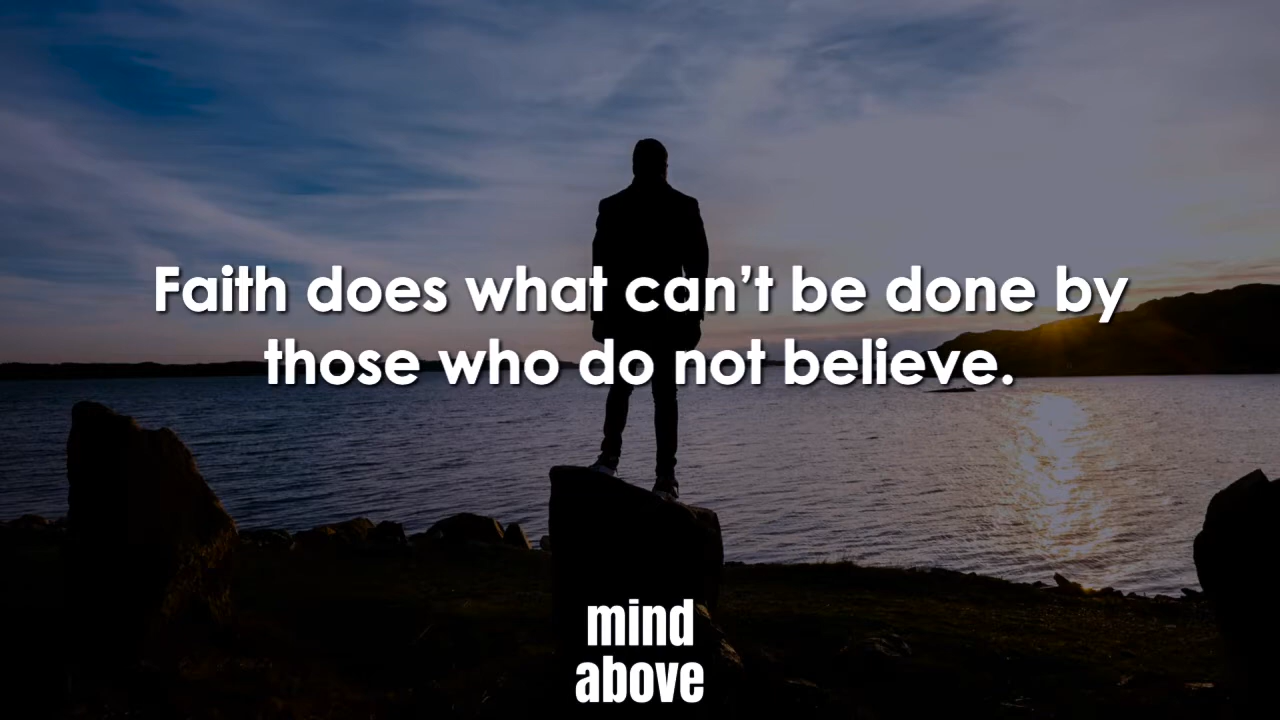 Faith does what can’t be done by
those who do not believe.
mind
above